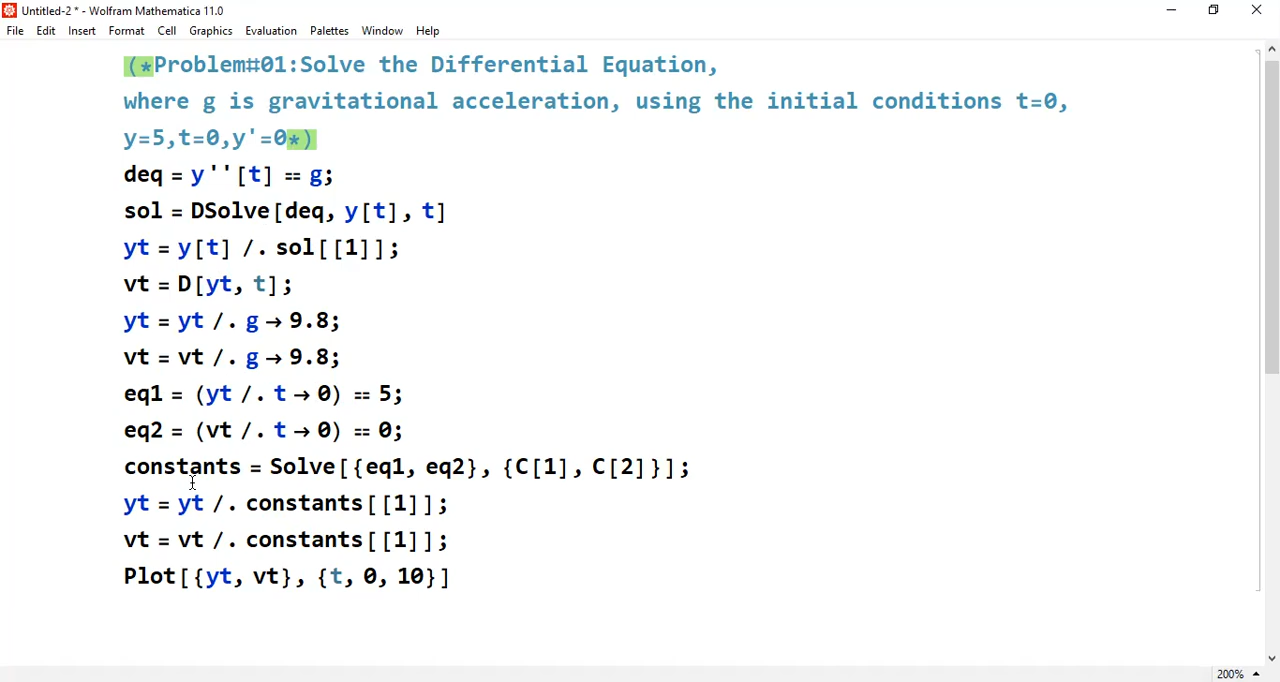 Untitled-2 * - Wolfram Mathematica 11.0
File Edit Insert Format Cell Graphics Evaluation Palettes Window Help
(*Problem#01:Solve the Differential Equation,
where g is gravitational acceleration, using the initial conditions t=0,
y=5,t=0,y'=0*)
deq = y''[t] == g;
sol = DSolve[deq, y[t], t]
yt = y[t] /. sol[[1]];
vt = D[yt, t];
yt = yt /. g → 9.8;
vt = vt /. g → 9.8;
eq1 = (yt /. t → 0) == 5;
eq2 = (vt /. t → 0) == 0;
constants = Solve[{eq1, eq2}, {C[1], C[2]}];
yt = yt /. constants[[1]];
vt = vt /. constants[[1]];
Plot[{yt, vt}, {t, 0, 10}]
200%